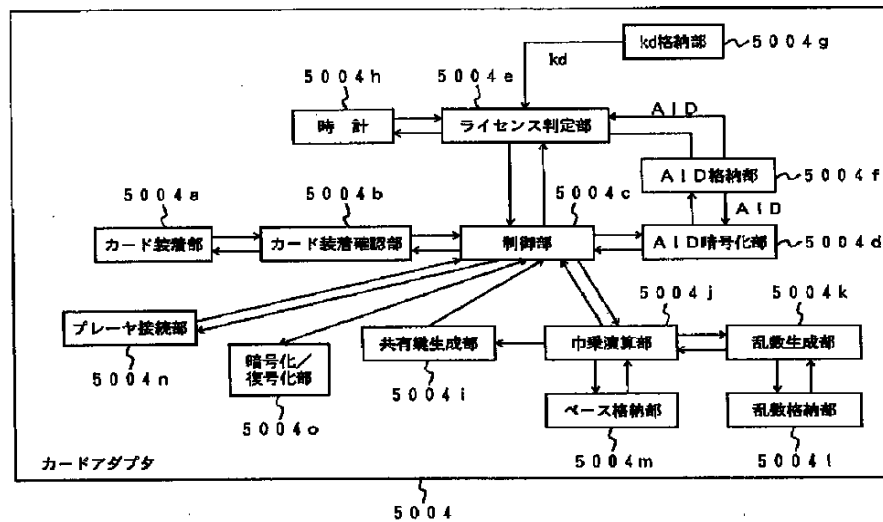 kd格納部
5004g
kd
5004h
5004e
時 計
ライセンス判定部
AID
AID格納部
5004f
5004a
5004b
5004c
AID
カード装着部
カード装着確認部
制御部
AID暗号化部
5004d
5004j
5004k
プレーヤ接続部
暗号化/
復号化部
共有鍵生成部
巾乗演算部
乱数生成部
5004n
5004i
5004o
ベース格納部
乱数格納部
カードアダプタ
5004m
5004l
5004